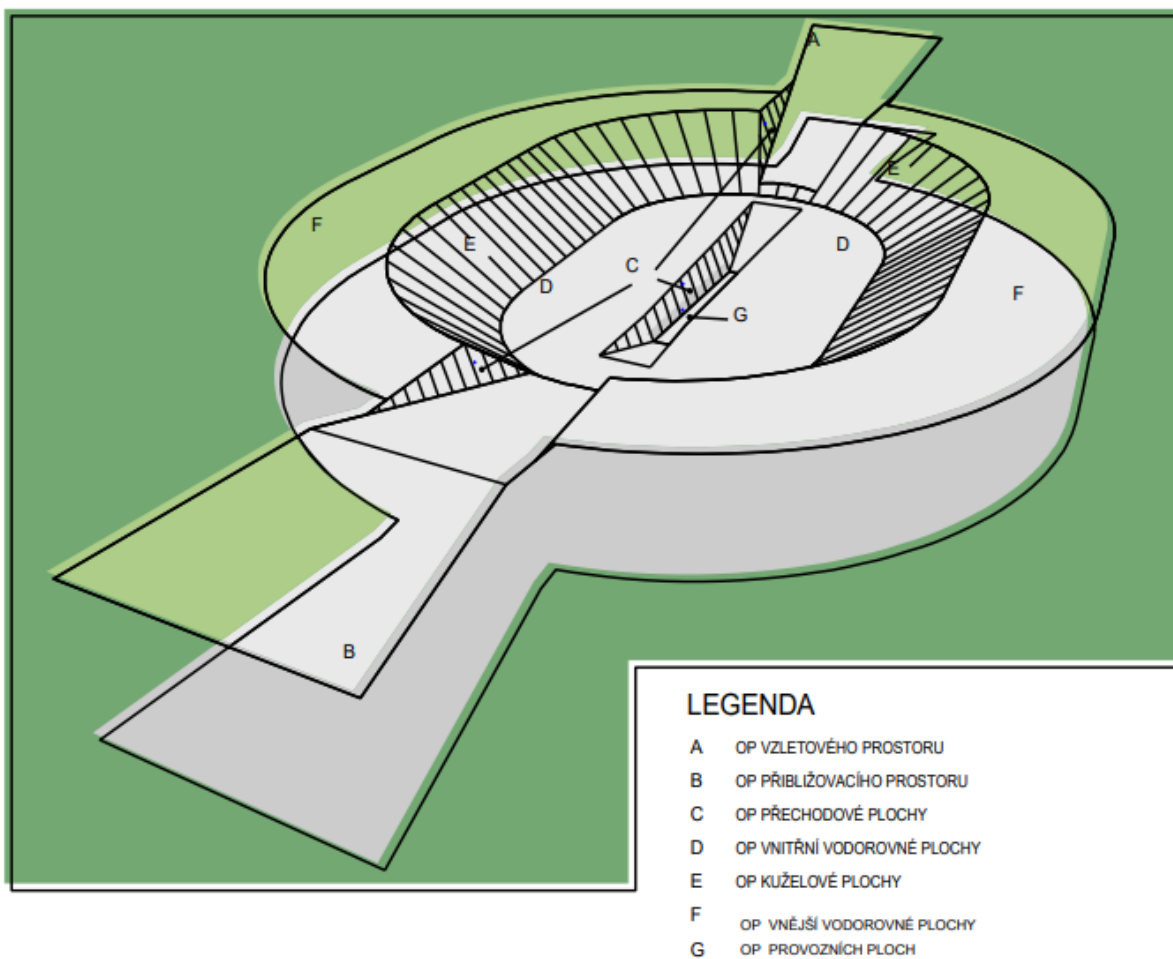 A
E
F
E
D
D
C
F
G
B
LEGENDA
A OP VZLETOVÉHO PROSTORU
B OP PŘIBLIŽOVACÍHO PROSTORU
C OP PŘECHODOVÉ PLOCHY
D OP VNITŘNÍ VODOROVNÉ PLOCHY
E OP KUŽELOVÉ PLOCHY
F OP VNĚJŠÍ VODOROVNÉ PLOCHY
G OP PROVOZNÍCH PLOCH